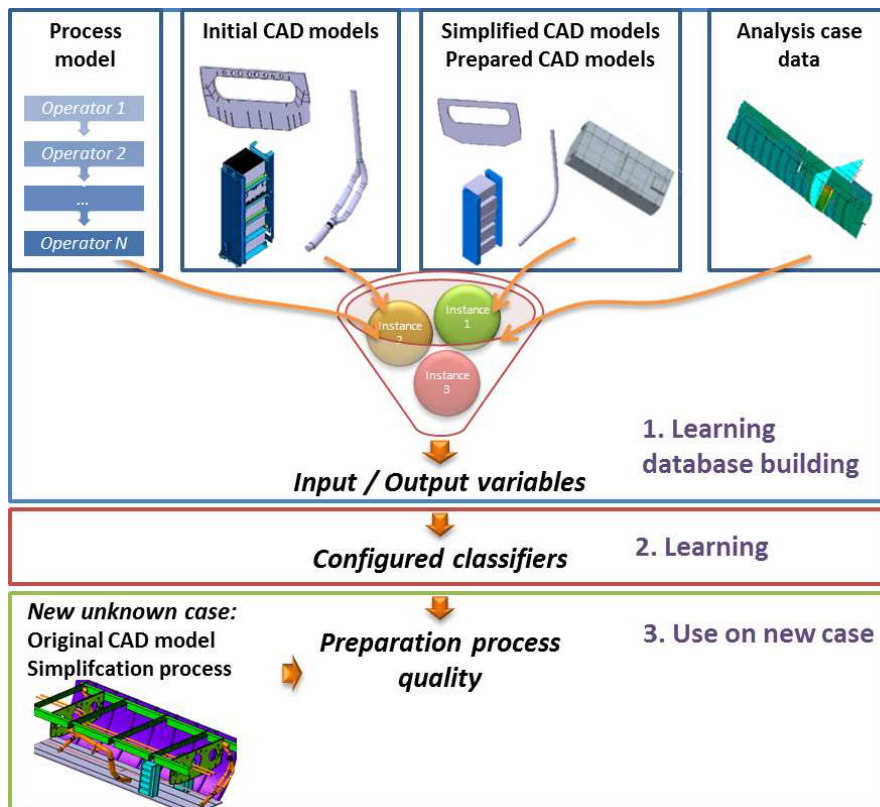 Process
model
Operator 1
Operator 2
...
Operator N
Initial CAD models
Simplified CAD models
Prepared CAD models
Analysis case
data
Instance
1
Instance
2
Instance
3
1. Learning
database building
Input / Output variables
Configured classifiers
2. Learning
New unknown case:
Original CAD model
Simplifcation process
Preparation process
quality
3. Use on new case